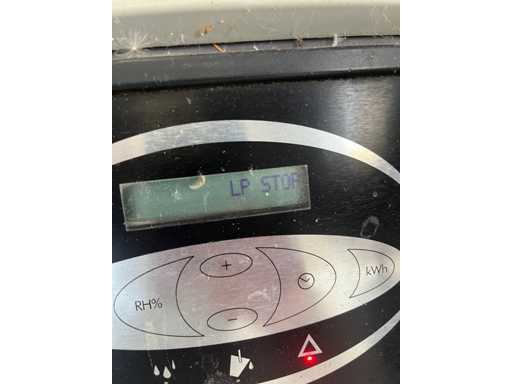 LP STOP
+
RH%
kWh
-